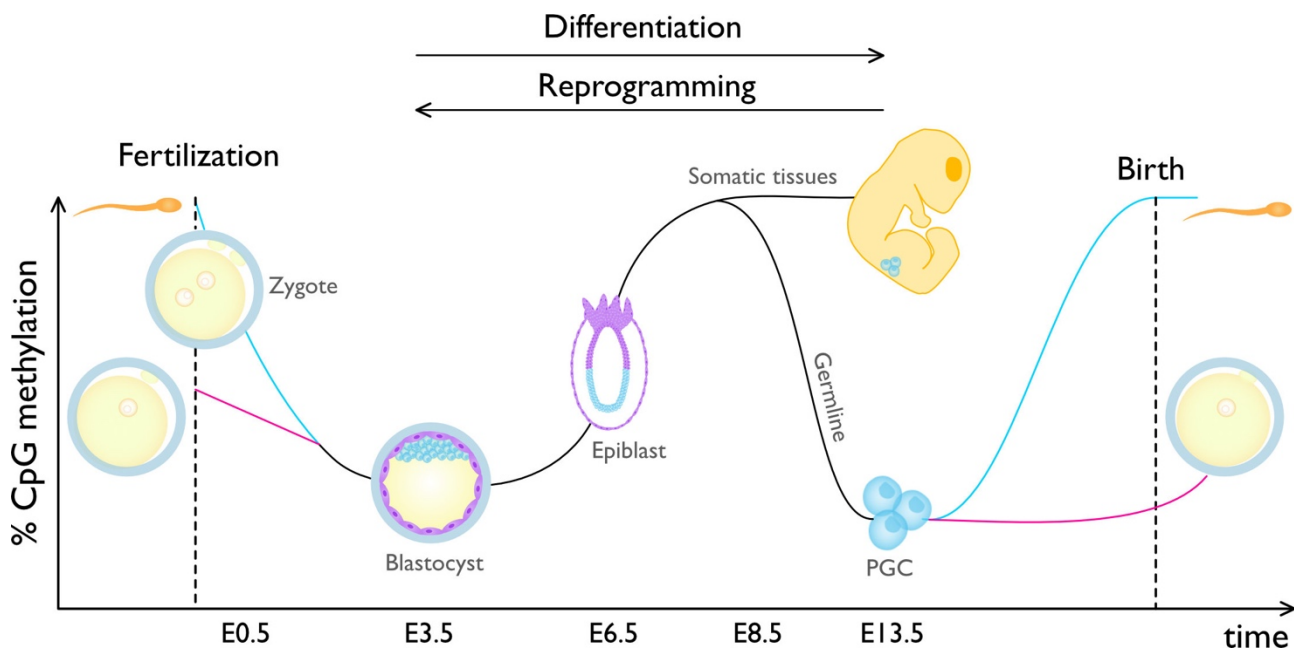 Differentiation
Reprogramming
Fertilization
Somatic tissues
Birth
Zygote
% CpG methylation
Germline
Epiblast
Blastocyst
PGC
E0.5
E3.5
E6.5
E8.5
E13.5
time